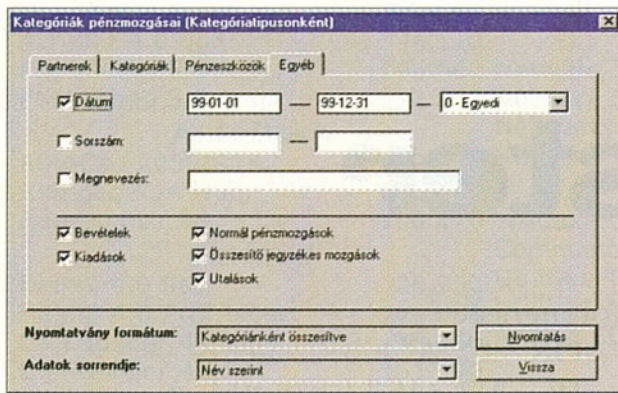 Kategóriák pénzmozgásai (Kategóriatipusonként)
Partnerek Kategóriák Pénzeszközök Egyéb
Dátum 99-01-01 — 99-12-31 — 0 - Egyedi
Sorszám: —
Megnevezés:
Bevételek Normál pénzmozgások
Kiadások Összesítő jegyzékes mozgások
Utalások
Nyomtatvány formátum: Kategóriánként összesítve Nyomtatás
Adatok sorrendje: Név szerint Vissza